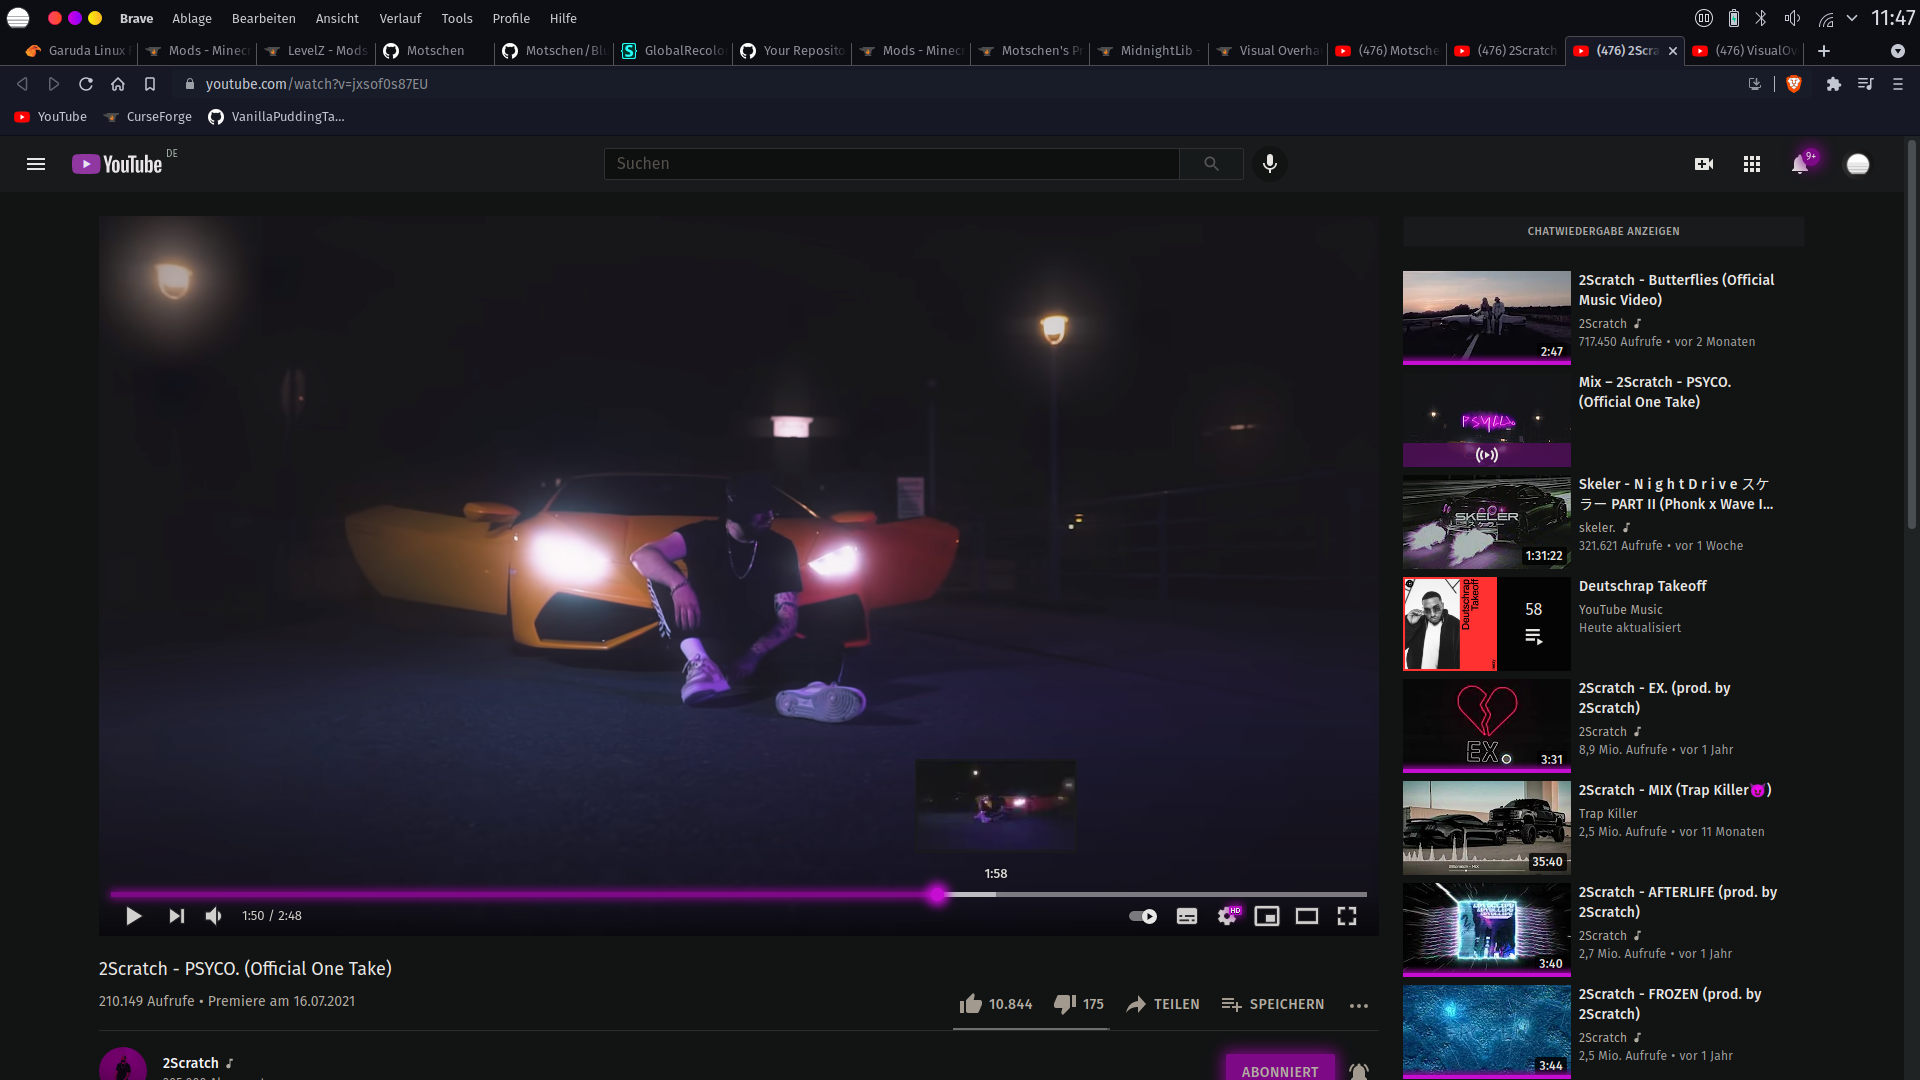 Brave Ablage Bearbeiten Ansicht Verlauf Tools Profile Hilfe 11:47
Garuda Linux
Mods - Minec
LevelZ - Mods
Motschen
Motschen/Bl
GlobalRecolo
Your Reposito
Mods - Minec
Motschen's P
MidnightLib -
Visual Overha
(476) Motsche
(476) 2Scratch
(476) 2Scra
(476) VisualOv
youtube.com/watch?v=jxsof0s87EU
YouTube CurseForge VanillaPuddingTa...
YouTube DE
Suchen
9+
1:58
1:50 / 2:48
HD
2Scratch - PSYCO. (Official One Take)
210.149 Aufrufe • Premiere am 16.07.2021
10.844 175 TEILEN SPEICHERN
2Scratch
ABONNIERT
CHATWIEDERGABE ANZEIGEN
2:47
2Scratch - Butterflies (Official
Music Video)
2Scratch
717.450 Aufrufe • vor 2 Monaten
PSYCO.
Mix – 2Scratch - PSYCO.
(Official One Take)
SKELER
スケラー
1:31:22
Skeler - N i g h t D r i v e スケ
ラー PART II (Phonk x Wave I...
skeler.
321.621 Aufrufe • vor 1 Woche
Deutschrap
Takeoff
58
Deutschrap Takeoff
YouTube Music
Heute aktualisiert
EX.
3:31
2Scratch - EX. (prod. by
2Scratch)
2Scratch
8,9 Mio. Aufrufe • vor 1 Jahr
35:40
2Scratch - MIX (Trap Killer😈)
Trap Killer
2,5 Mio. Aufrufe • vor 11 Monaten
3:40
2Scratch - AFTERLIFE (prod. by
2Scratch)
2Scratch
2,7 Mio. Aufrufe • vor 1 Jahr
3:44
2Scratch - FROZEN (prod. by
2Scratch)
2Scratch
2,5 Mio. Aufrufe • vor 1 Jahr